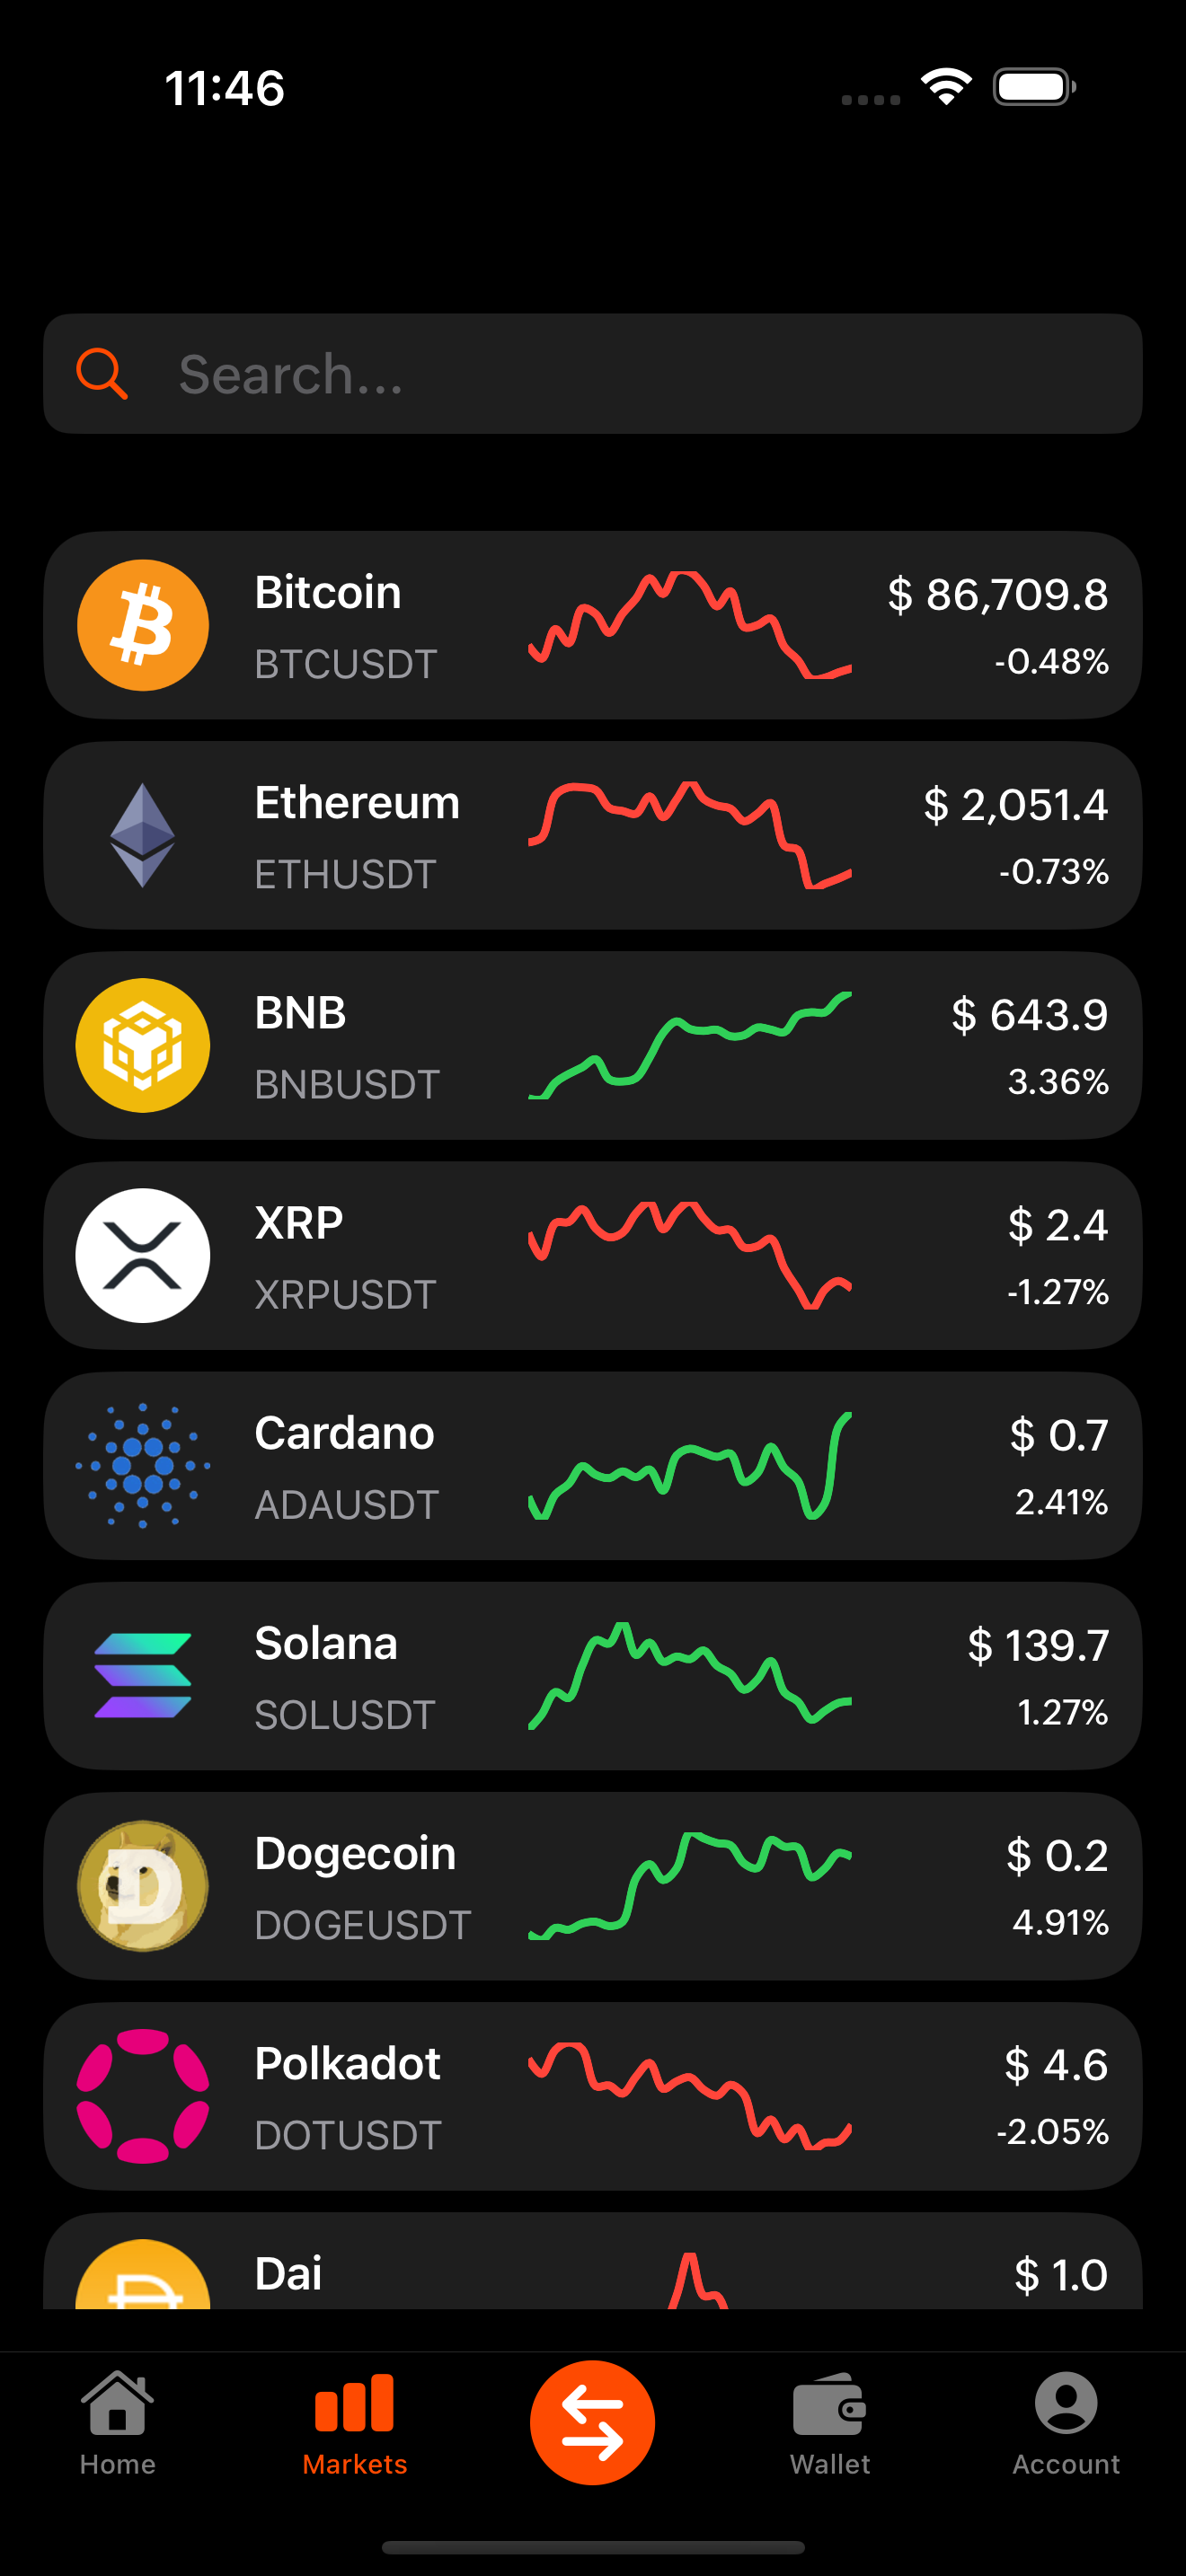 11:46
Search...
Bitcoin
$ 86,709.8
BTCUSDT
-0.48%
Ethereum
$ 2,051.4
ETHUSDT
-0.73%
BNB
$ 643.9
BNBUSDT
3.36%
XRP
$ 2.4
XRPUSDT
-1.27%
Cardano
$ 0.7
ADAUSDT
2.41%
Solana
$ 139.7
SOLUSDT
1.27%
Dogecoin
$ 0.2
DOGEUSDT
4.91%
Polkadot
$ 4.6
DOTUSDT
-2.05%
Dai
$ 1.0
Home
Markets
Wallet
Account